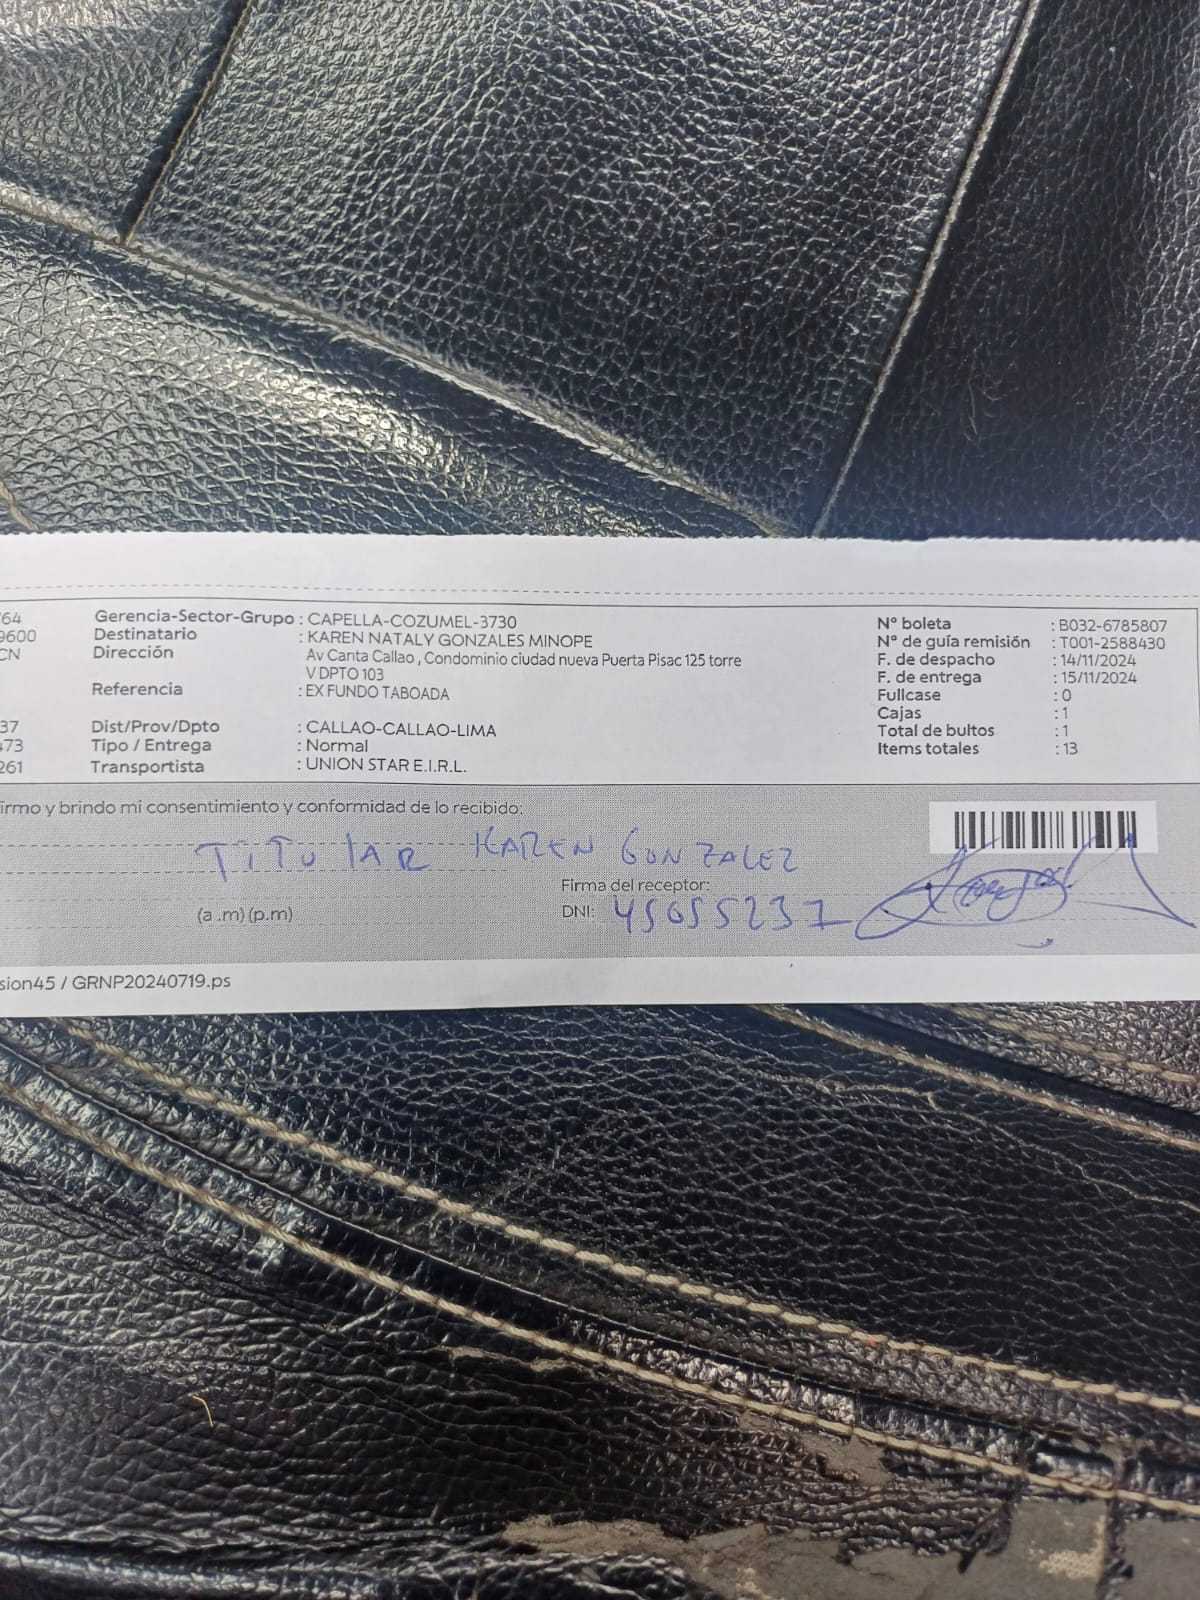 764 Gerencia-Sector-Grupo : CAPELLA-COZUMEL-3730 N° boleta : B032-6785807
9600 Destinatario : KAREN NATALY GONZALES MINOPE N° de guía remisión : T001-2588430
CN Dirección Av Canta Callao , Condominio ciudad nueva Puerta Pisac 125 torre F. de despacho : 14/11/2024
V DPTO 103 F. de entrega : 15/11/2024
Referencia : EX FUNDO TABOADA Fullcase : 0
Cajas : 1
37 Dist/Prov/Dpto : CALLAO-CALLAO-LIMA Total de bultos : 1
473 Tipo / Entrega : Normal Items totales : 13
261 Transportista : UNION STAR E.I.R.L.
irmo y brindo mi consentimiento y conformidad de lo recibido:
TITULAR KAREN GONZALEZ
Firma del receptor:
(a .m) (p.m) DNI: 45655237
sion45 / GRNP20240719.ps